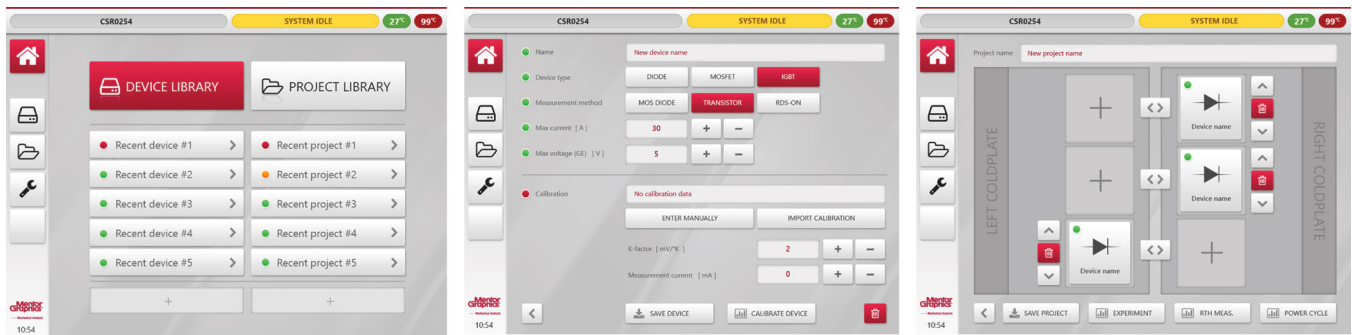 CSR0254
SYSTEM IDLE
27°C
99°C
DEVICE LIBRARY
PROJECT LIBRARY
Recent device #1
Recent project #1
Recent device #2
Recent project #2
Recent device #3
Recent project #3
Recent device #4
Recent project #4
Recent device #5
Recent project #5
+
+
Mentor
Graphics
Mechanical Analysis
10:54
CSR0254
SYSTEM IDLE
27°C
99°C
Name
New device name
Device type
DIODE
MOSFET
IGBT
Measurement method
MOS DIODE
TRANSISTOR
RDS-ON
Max current [ A ]
30
+
−
Max voltage (GE) [ V ]
5
+
−
Calibration
No calibration data
ENTER MANUALLY
IMPORT CALIBRATION
K-factor [ mV/°K ]
2
+
−
Measurement current [ mA ]
0
+
−
SAVE DEVICE
CALIBRATE DEVICE
Mentor
Graphics
Mechanical Analysis
10:54
CSR0254
SYSTEM IDLE
27°C
99°C
Project name
New project name
LEFT COLDPLATE
+
Device name
+
Device name
Device name
+
RIGHT COLDPLATE
SAVE PROJECT
EXPERIMENT
RTH MEAS.
POWER CYCLE
Mentor
Graphics
Mechanical Analysis
10:54